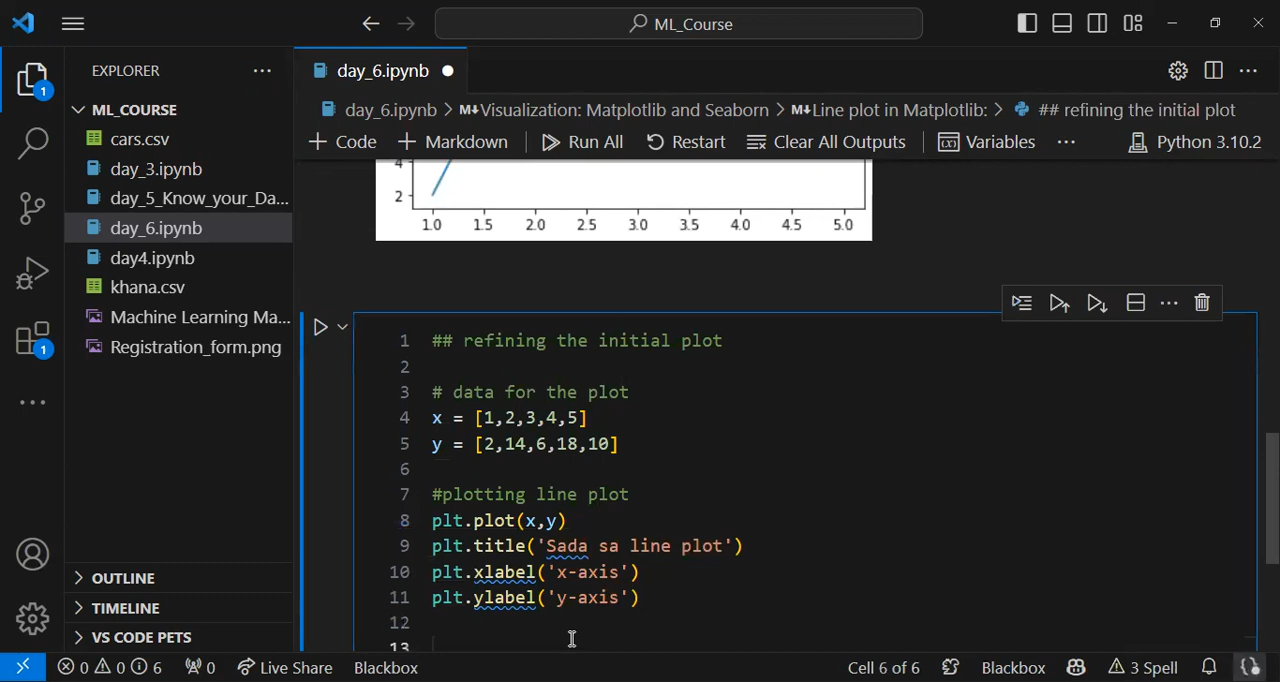 ML_Course
EXPLORER
ML_COURSE
cars.csv
day_3.ipynb
day_5_Know_your_Da...
day_6.ipynb
day4.ipynb
khana.csv
Machine Learning Ma...
Registration_form.png
OUTLINE
TIMELINE
VS CODE PETS
1
1
day_6.ipynb
day_6.ipynb > M↓Visualization: Matplotlib and Seaborn > M↓Line plot in Matplotlib: > ## refining the initial plot
+ Code + Markdown Run All Restart Clear All Outputs Variables ... Python 3.10.2
4
2
1.0 1.5 2.0 2.5 3.0 3.5 4.0 4.5 5.0
1 ## refining the initial plot
2
3 # data for the plot
4 x = [1,2,3,4,5]
5 y = [2,14,6,18,10]
6
7 #plotting line plot
8 plt.plot(x,y)
9 plt.title('Sada sa line plot')
10 plt.xlabel('x-axis')
11 plt.ylabel('y-axis')
12
13
0 0 6 0 Live Share Blackbox Cell 6 of 6 Blackbox 3 Spell